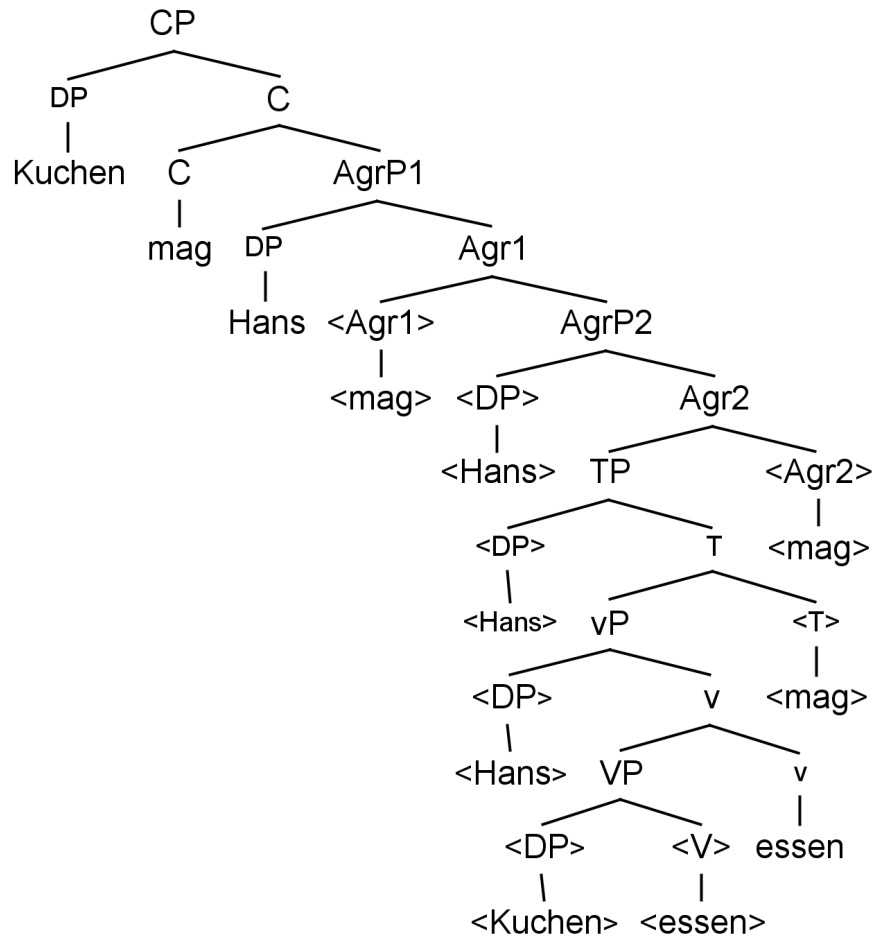 CP
DP C
Kuchen C AgrP1
mag DP Agr1
Hans <Agr1> AgrP2
<mag> <DP> Agr2
<Hans> TP <Agr2>
<DP> T <mag>
<Hans> vP <T>
<DP> v <mag>
<Hans> VP v
<DP> <V> essen
<Kuchen> <essen>